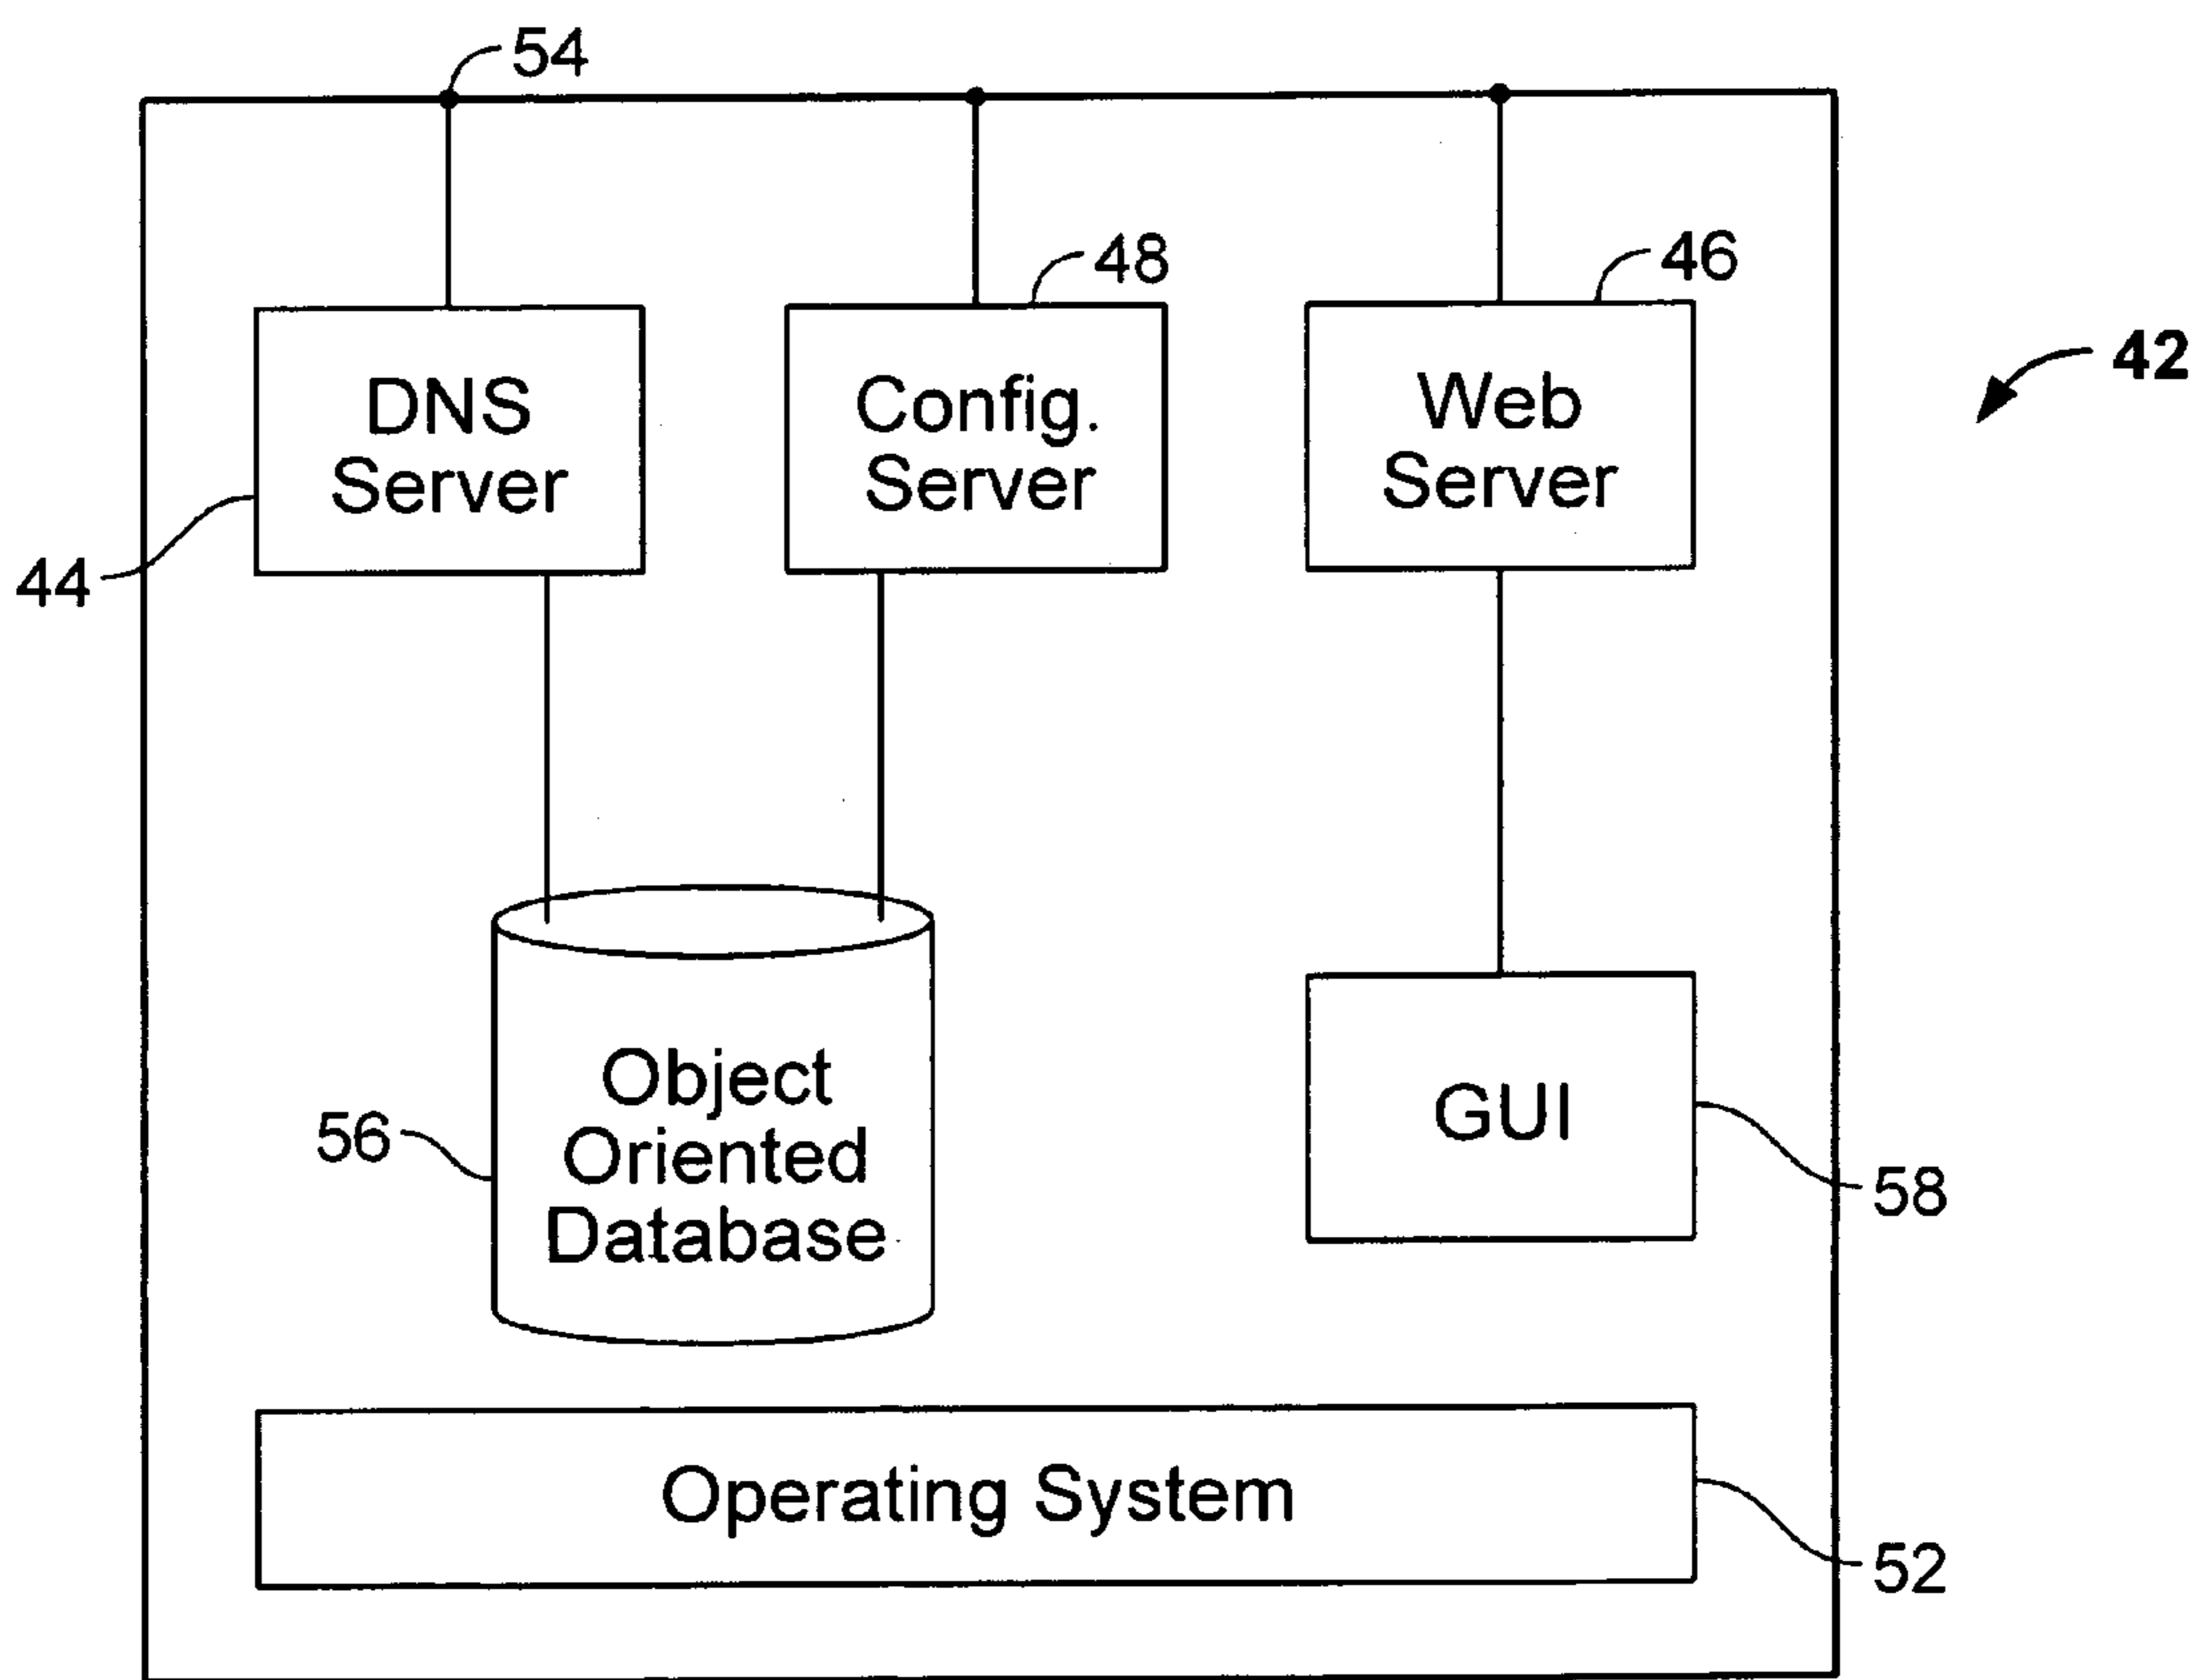 54
48
46
42
DNS
Server
Config.
Server
Web
Server
44
Object
Oriented
Database
56
GUI
58
Operating System
52